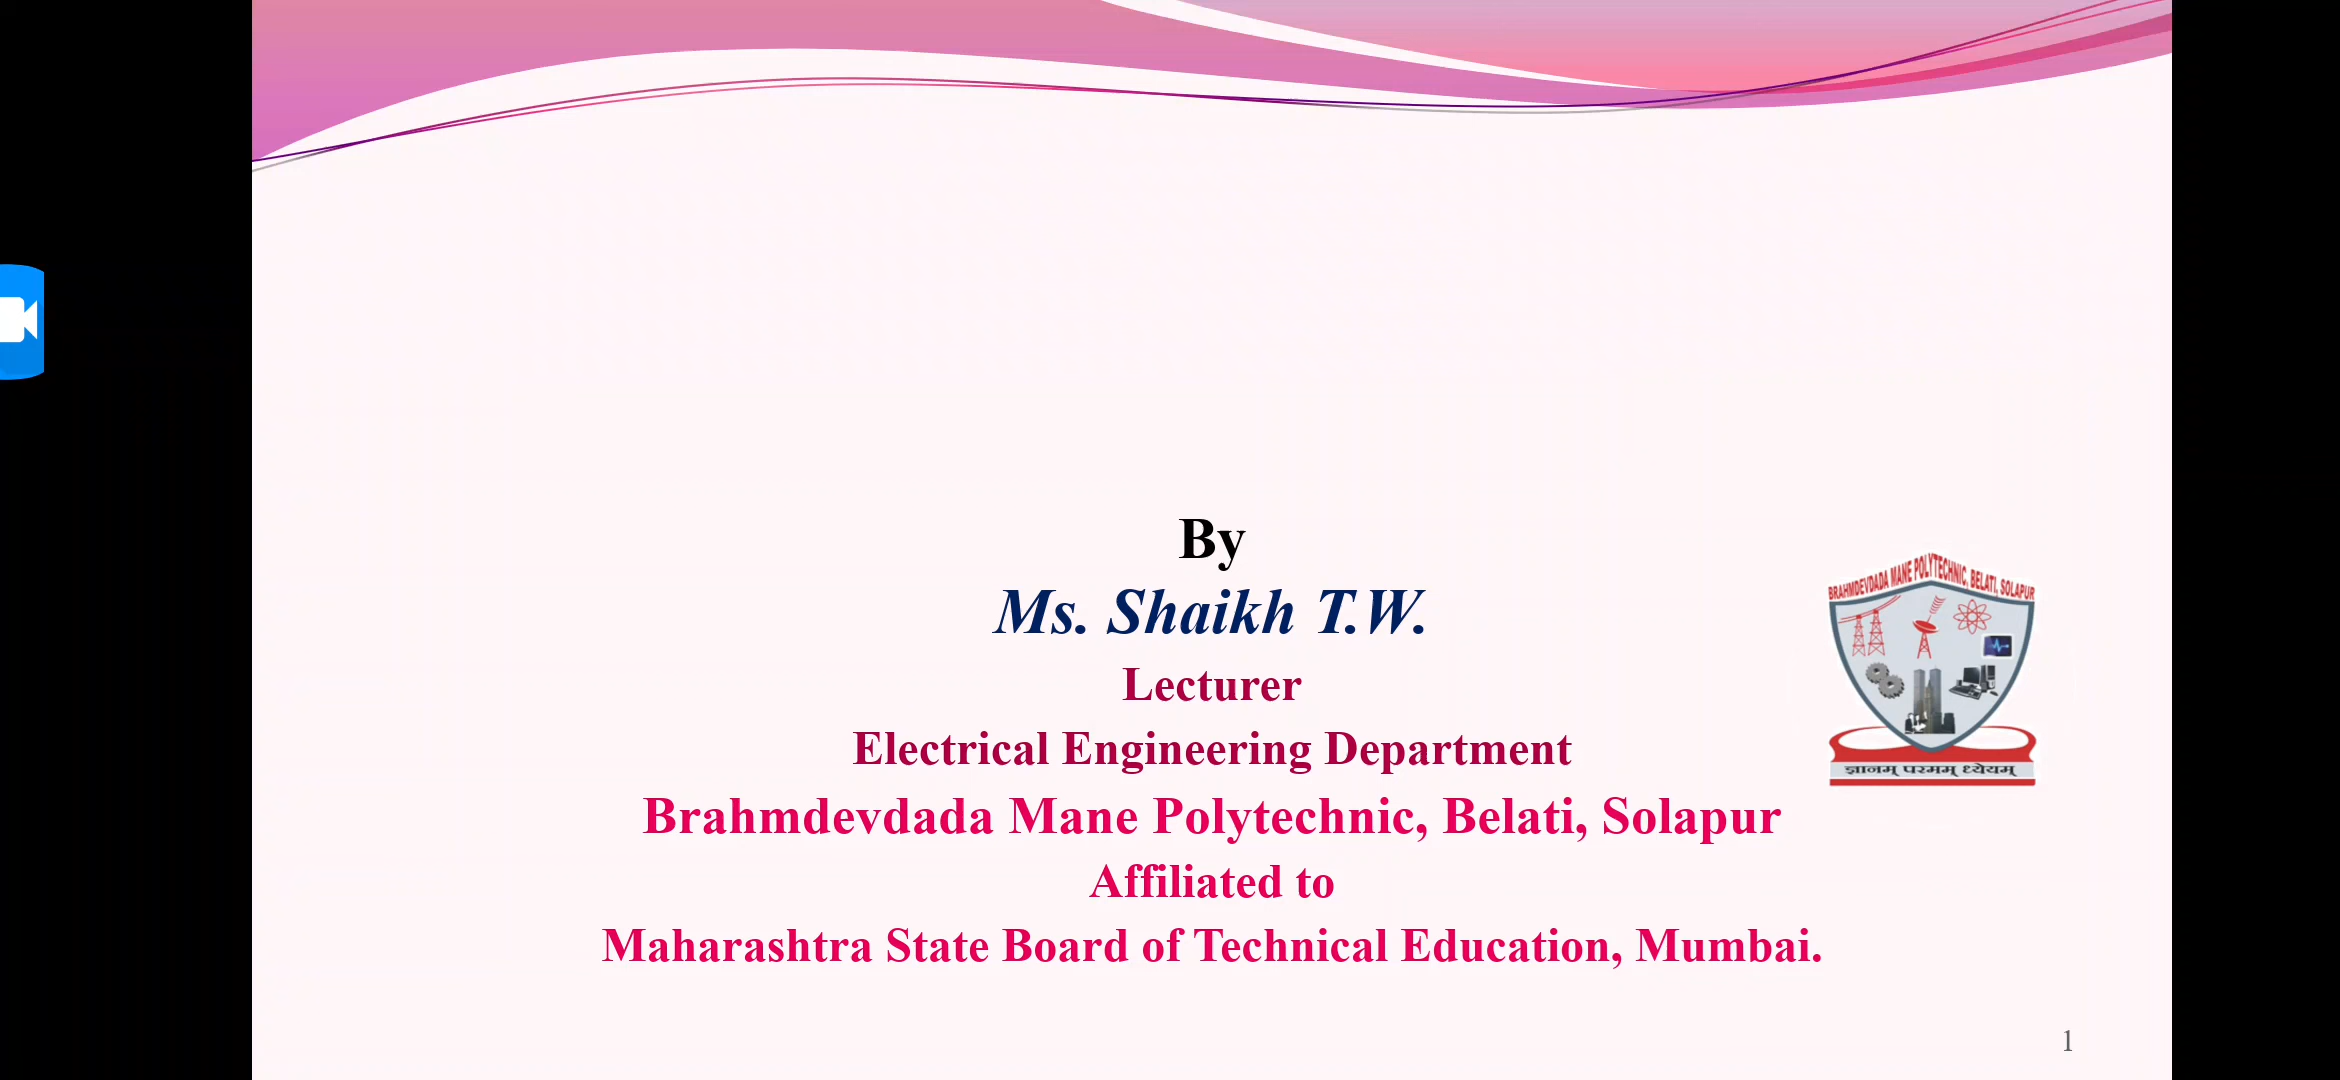 By
Ms. Shaikh T.W.
Lecturer
Electrical Engineering Department
Brahmdevdada Mane Polytechnic, Belati, Solapur
Affiliated to
Maharashtra State Board of Technical Education, Mumbai.
BRAHMDEVDADA MANE POLYTECHNIC, BELATI, SOLAPUR
ज्ञानम् परमम् ध्येयम्
1